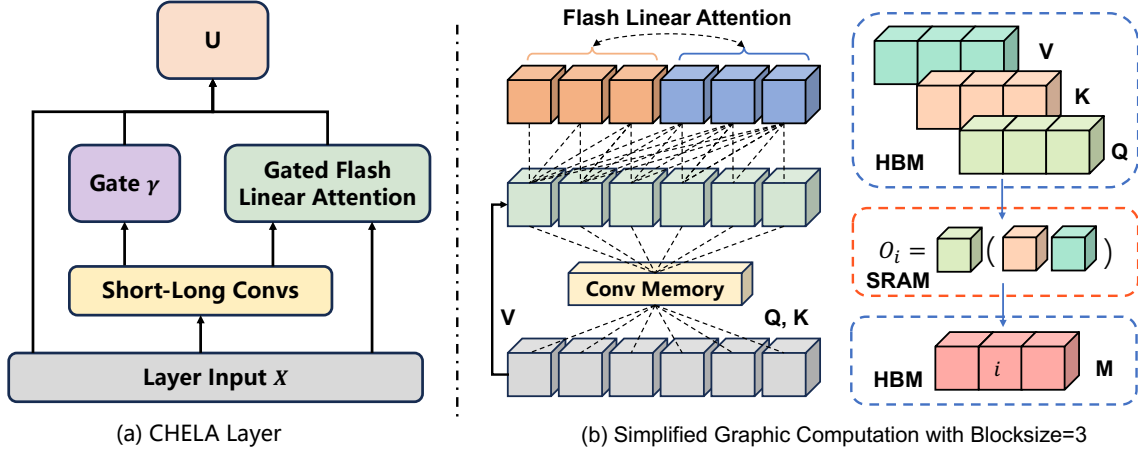 U
Gate γ
Gated Flash
Linear Attention
Short-Long Convs
Layer Input X
(a) CHELA Layer
Flash Linear Attention
Conv Memory
V
Q, K
V
K
Q
HBM
O_i = ( )
SRAM
HBM
i
M
(b) Simplified Graphic Computation with Blocksize=3